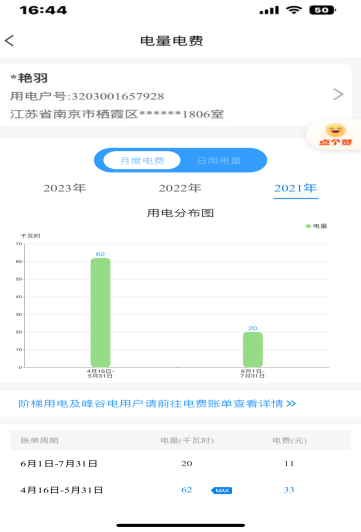 16:44
50
电量电费
*艳羽
用电户号:3203001657928
江苏省南京市栖霞区******1806室
点个赞
月度电费 日用电量
2023年 2022年 2021年
用电分布图
电量
千瓦时
70
60
50
40
30
20
10
0
62
20
4月16日-
5月31日
6月1日-
7月31日
阶梯用电及峰谷电用户请前往电费账单查看详情>>
账单周期 电量(千瓦时) 电费(元)
6月1日-7月31日 20 11
4月16日-5月31日 62 MAX 33